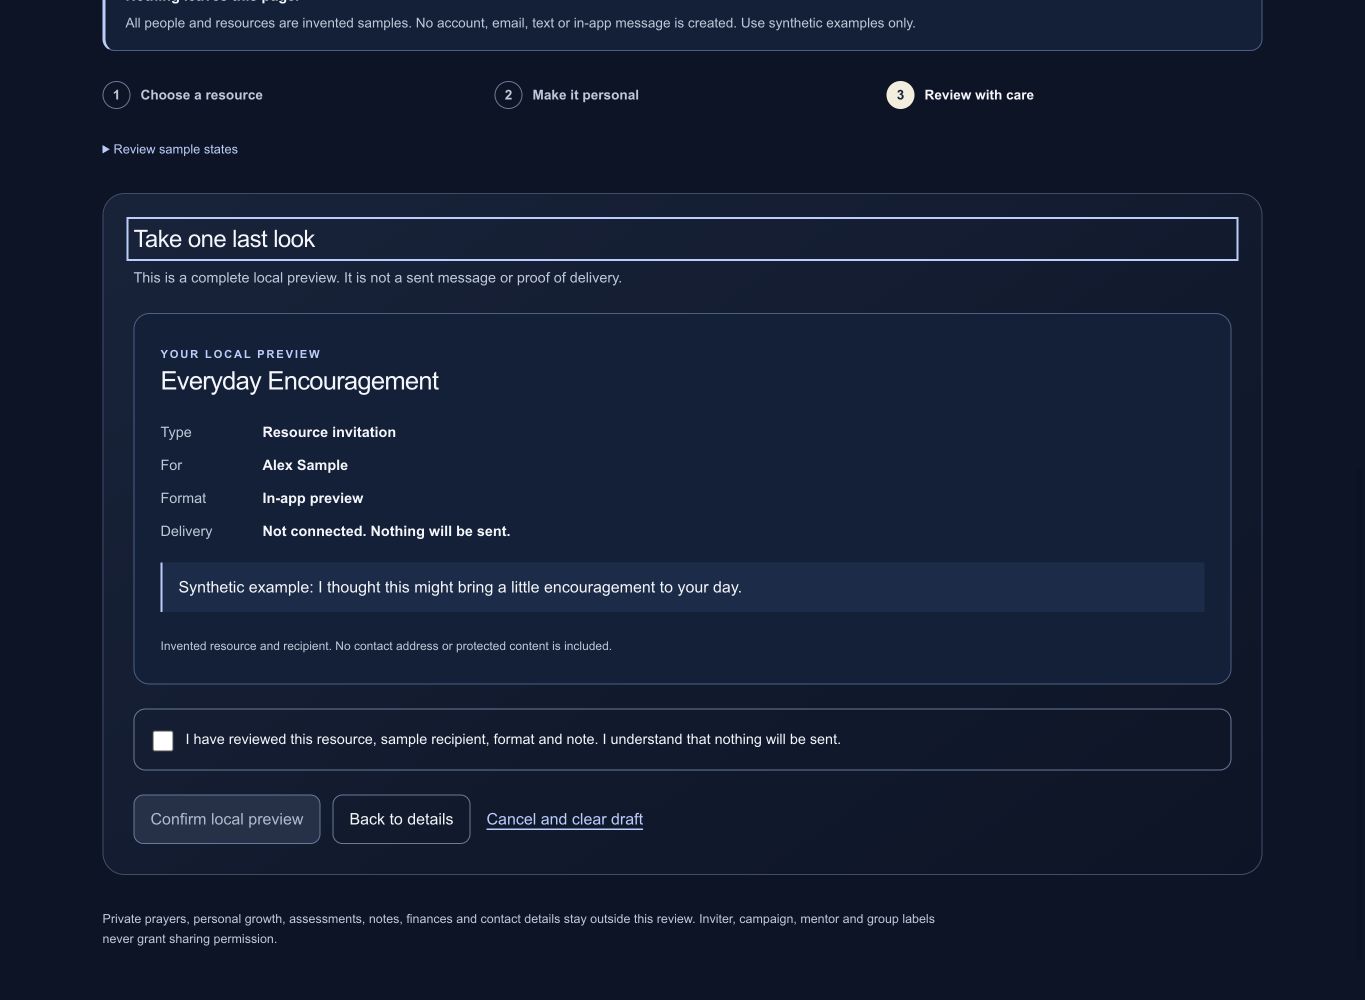 All people and resources are invented samples. No account, email, text or in-app message is created. Use synthetic examples only.
1 Choose a resource
2 Make it personal
3 Review with care
Review sample states
Take one last look
This is a complete local preview. It is not a sent message or proof of delivery.
YOUR LOCAL PREVIEW
Everyday Encouragement
Type Resource invitation
For Alex Sample
Format In-app preview
Delivery Not connected. Nothing will be sent.
Synthetic example: I thought this might bring a little encouragement to your day.
Invented resource and recipient. No contact address or protected content is included.
I have reviewed this resource, sample recipient, format and note. I understand that nothing will be sent.
Confirm local preview
Back to details
Cancel and clear draft
Private prayers, personal growth, assessments, notes, finances and contact details stay outside this review. Inviter, campaign, mentor and group labels
never grant sharing permission.